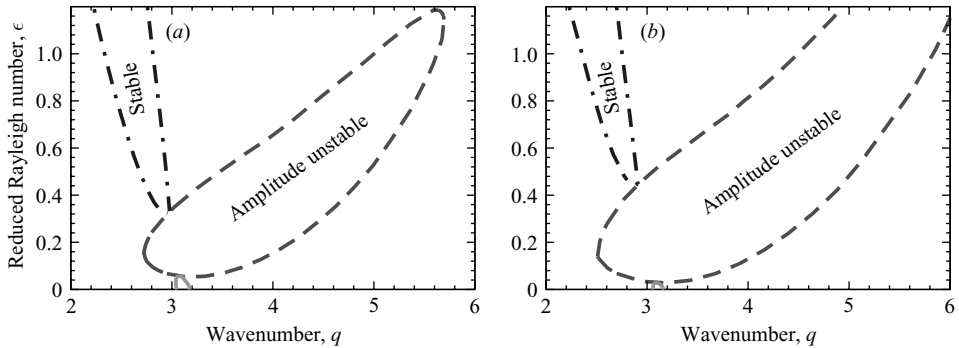 (a)
(b)
Reduced Rayleigh number, ϵ
1.0
0.8
0.6
0.4
0.2
0
Stable
Amplitude unstable
2
3
4
5
6
Wavenumber, q
1.0
0.8
0.6
0.4
0.2
0
Stable
Amplitude unstable
2
3
4
5
6
Wavenumber, q